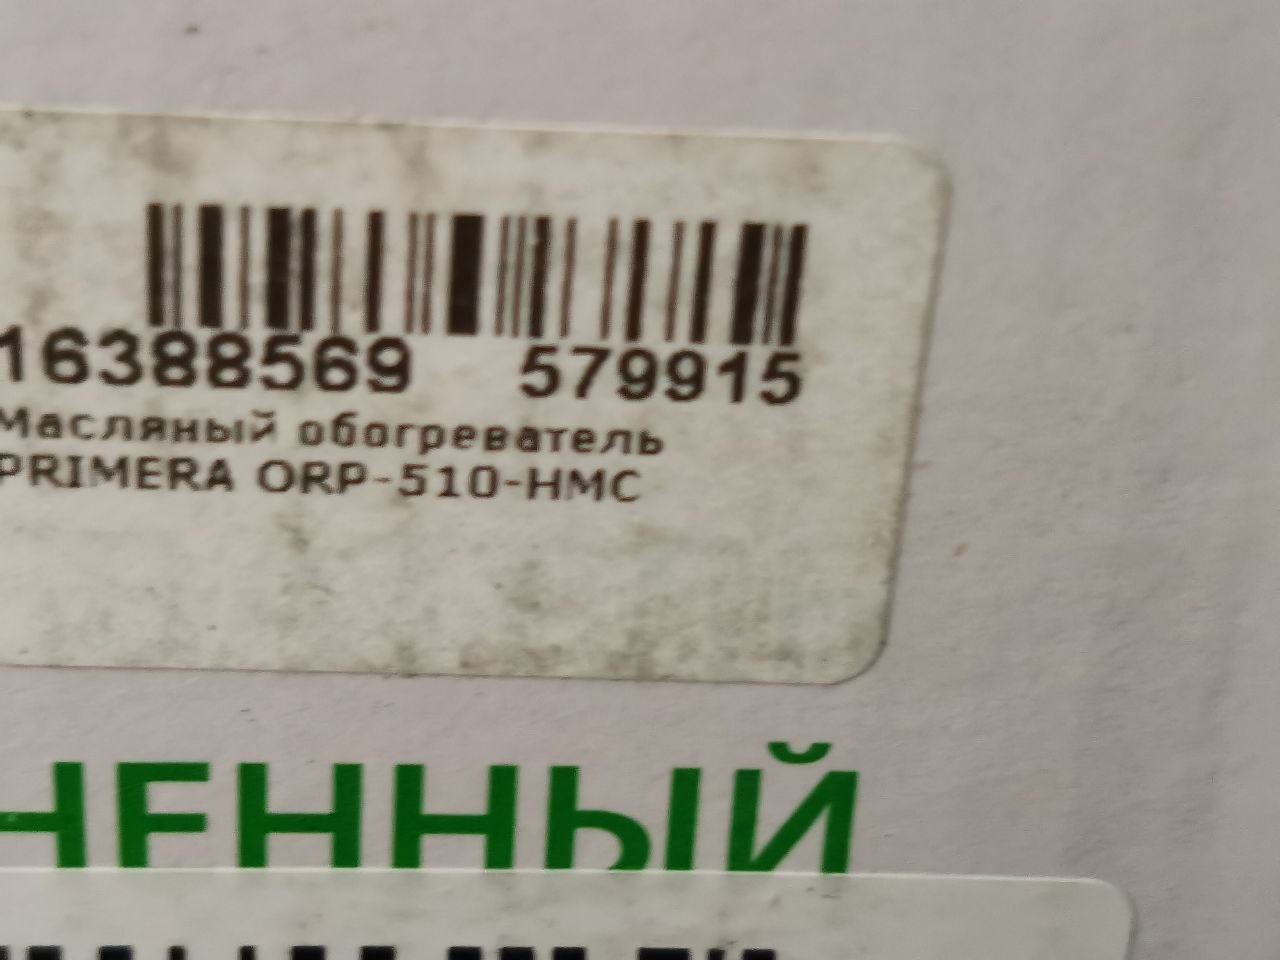 16388569 579915
Масляный обогреватель
PRIMERA ORP-510-HMC
НЕННЫЙ